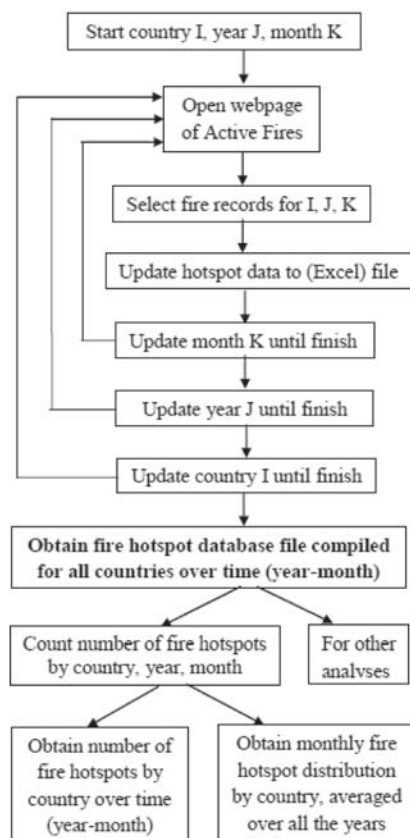 Start country I, year J, month K
Open webpage
of Active Fires
Select fire records for I, J, K
Update hotspot data to (Excel) file
Update month K until finish
Update year J until finish
Update country I until finish
Obtain fire hotspot database file compiled
for all countries over time (year-month)
Count number of fire hotspots
by country, year, month
For other
analyses
Obtain number of
fire hotspots by
country over time
(year-month)
Obtain monthly fire
hotspot distribution
by country, averaged
over all the years